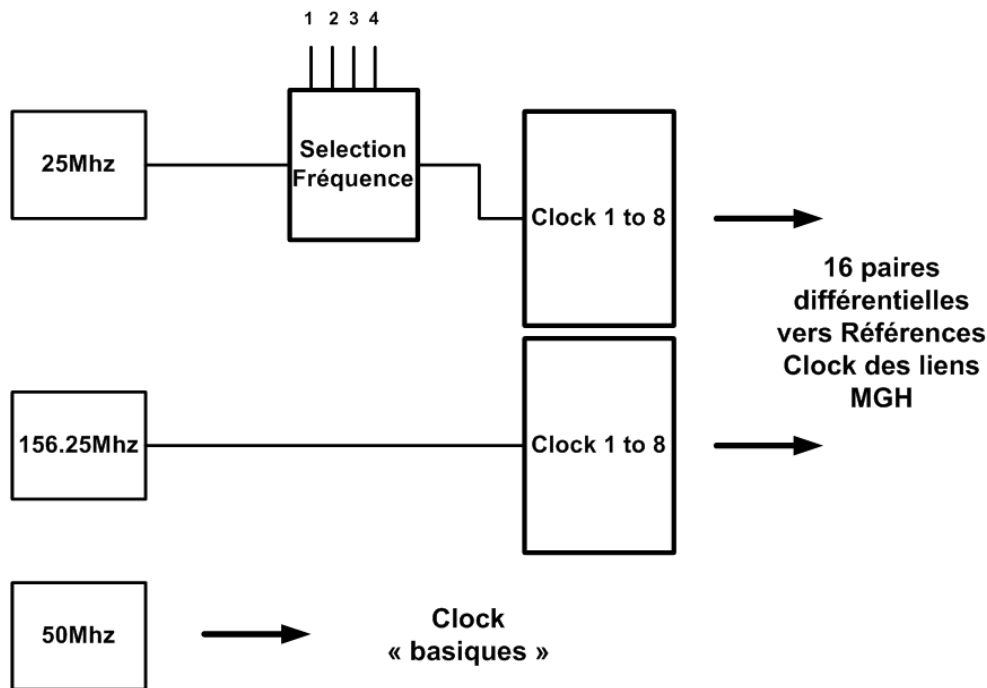 1 2 3 4
25Mhz
Selection
Fréquence
Clock 1 to 8
16 paires
différentielles
vers Références
Clock des liens
MGH
156.25Mhz
Clock 1 to 8
50Mhz
Clock
« basiques »